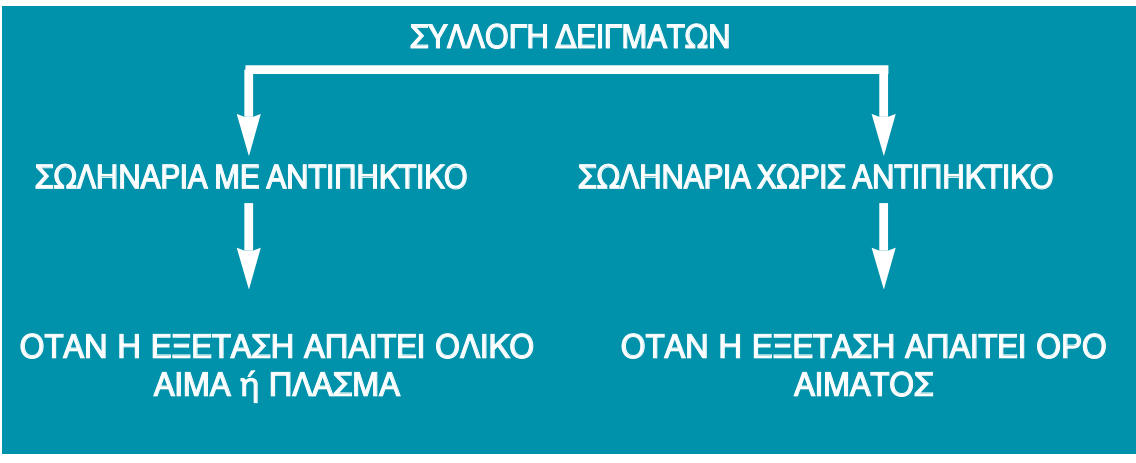 ΣΥΛΛΟΓΗ ΔΕΙΓΜΑΤΩΝ
ΣΩΛΗΝΑΡΙΑ ΜΕ ΑΝΤΙΠΗΚΤΙΚΟ
ΣΩΛΗΝΑΡΙΑ ΧΩΡΙΣ ΑΝΤΙΠΗΚΤΙΚΟ
ΟΤΑΝ Η ΕΞΕΤΑΣΗ ΑΠΑΙΤΕΙ ΟΛΙΚΟ
ΑΙΜΑ ή ΠΛΑΣΜΑ
ΟΤΑΝ Η ΕΞΕΤΑΣΗ ΑΠΑΙΤΕΙ ΟΡΟ
ΑΙΜΑΤΟΣ